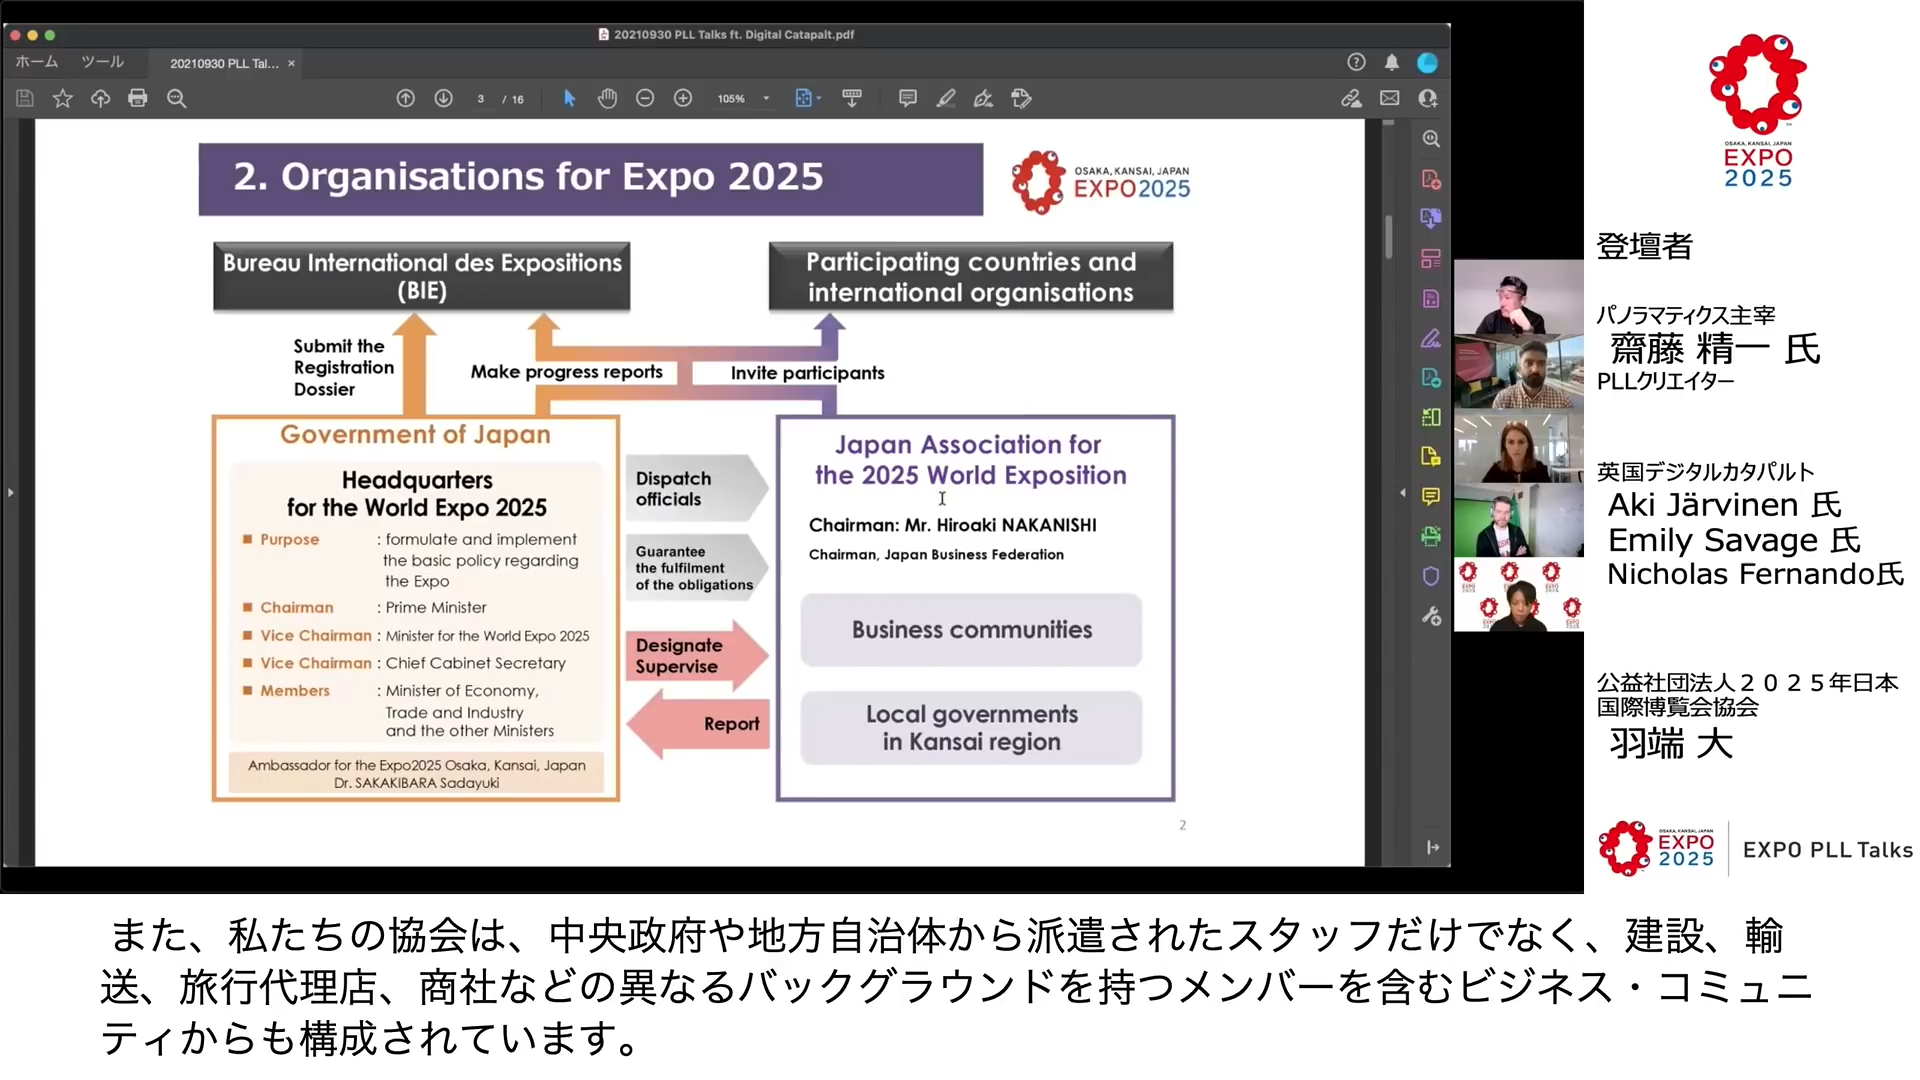 20210930 PLL Talks ft. Digital Catapalt.pdf
ホーム ツール 20210930 PLL Tal... ×
3 / 16 105%
2. Organisations for Expo 2025
OSAKA, KANSAI, JAPAN
EXPO2025
Bureau International des Expositions
(BIE)
Participating countries and
international organisations
Submit the
Registration
Dossier
Make progress reports
Invite participants
Government of Japan
Headquarters
for the World Expo 2025
Purpose : formulate and implement
the basic policy regarding
the Expo
Chairman : Prime Minister
Vice Chairman : Minister for the World Expo 2025
Vice Chairman : Chief Cabinet Secretary
Members : Minister of Economy,
Trade and Industry
and the other Ministers
Ambassador for the Expo2025 Osaka, Kansai, Japan
Dr. SAKAKIBARA Sadayuki
Dispatch
officials
Guarantee
the fulfilment
of the obligations
Designate
Supervise
Report
Japan Association for
the 2025 World Exposition
Chairman: Mr. Hiroaki NAKANISHI
Chairman, Japan Business Federation
Business communities
Local governments
in Kansai region
2
OSAKA, KANSAI, JAPAN
EXPO
2025
登壇者
パノラマティクス主宰
齋藤 精一 氏
PLLクリエイター
英国デジタルカタパルト
Aki Järvinen 氏
Emily Savage 氏
Nicholas Fernando氏
公益社団法人２０２５年日本
国際博覧会協会
羽端 大
OSAKA, KANSAI, JAPAN
EXPO
2025
EXPO PLL Talks
また、私たちの協会は、中央政府や地方自治体から派遣されたスタッフだけでなく、建設、輸
送、旅行代理店、商社などの異なるバックグラウンドを持つメンバーを含むビジネス・コミュニ
ティからも構成されています。